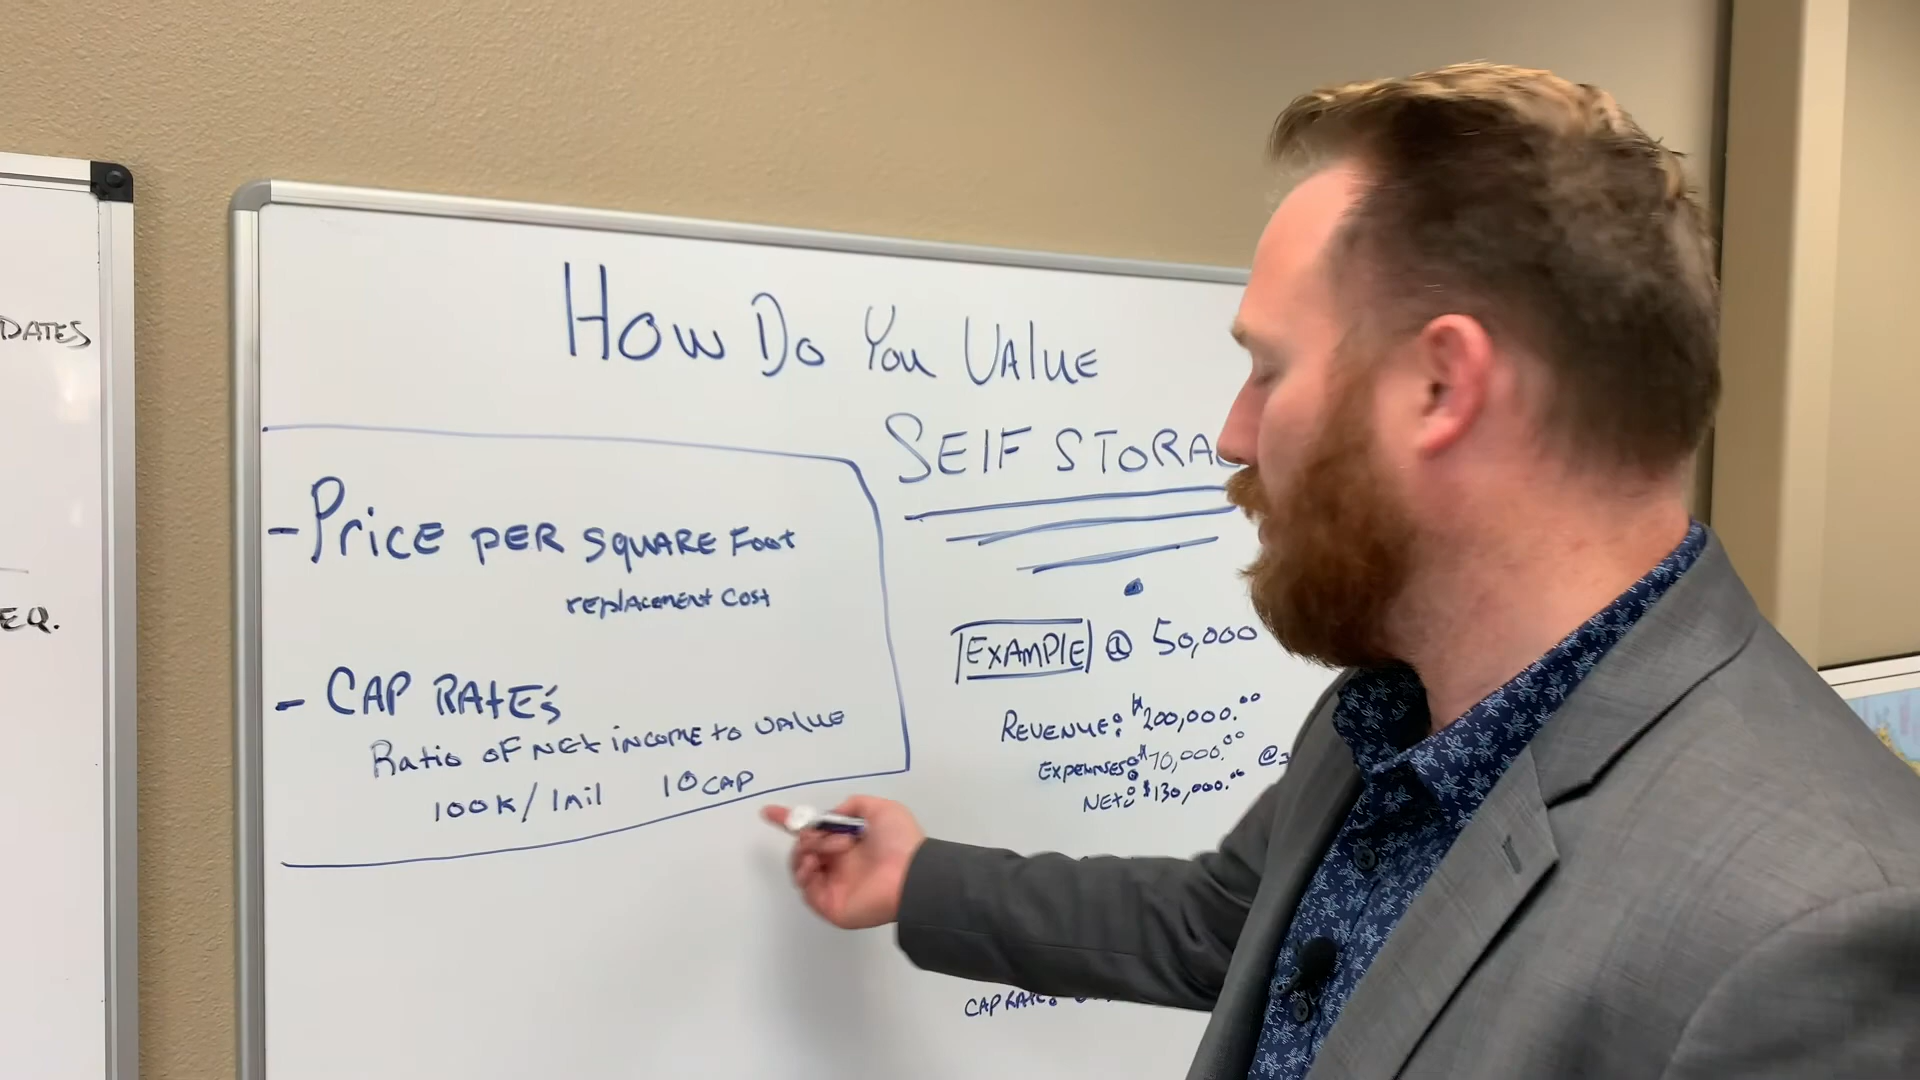 DATES
EQ.
How Do You Value
SElF STORAG
- Price PER SQUARE Foot
replacement cost
- CAP RAtES
Ratio of net income to value
100k/1mil 10 CAP
EXAMPlE @ 50,000
Revenue: $200,000.00
Expenses: $70,000.00 @
Net: $130,000.00
CAP RATE: